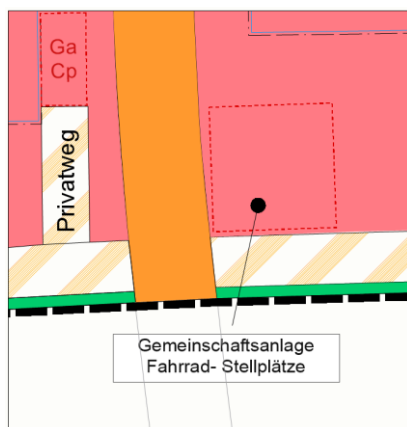 Ga
Cp
Privatweg
Gemeinschaftsanlage
Fahrrad- Stellplätze